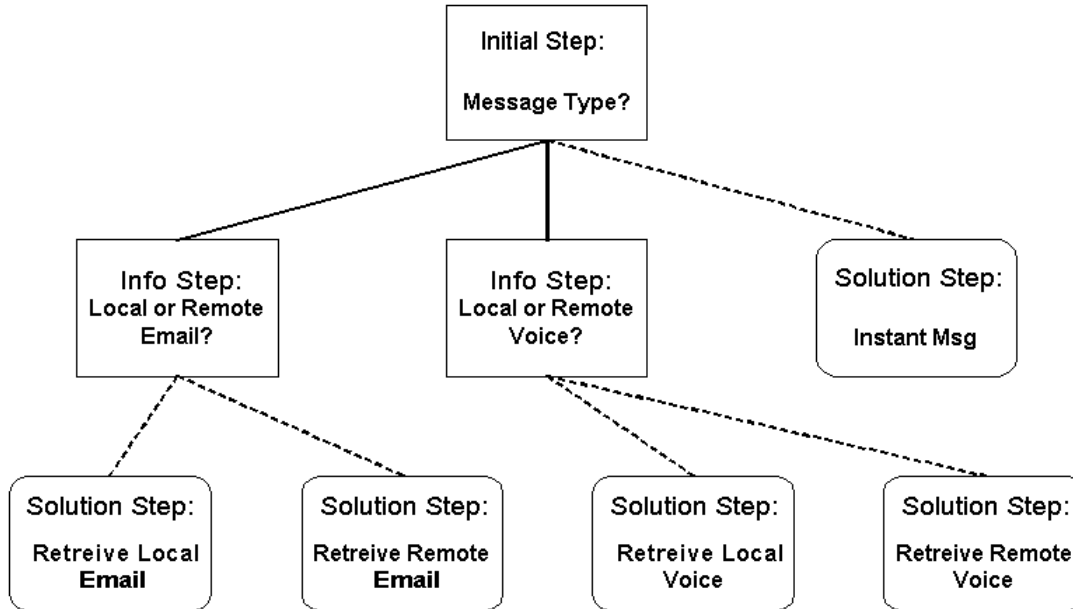 Initial Step:
Message Type?
Info Step:
Local or Remote
Email?
Info Step:
Local or Remote
Voice?
Solution Step:
Instant Msg
Solution Step:
Retreive Local
Email
Solution Step:
Retreive Remote
Email
Solution Step:
Retreive Local
Voice
Solution Step:
Retreive Remote
Voice